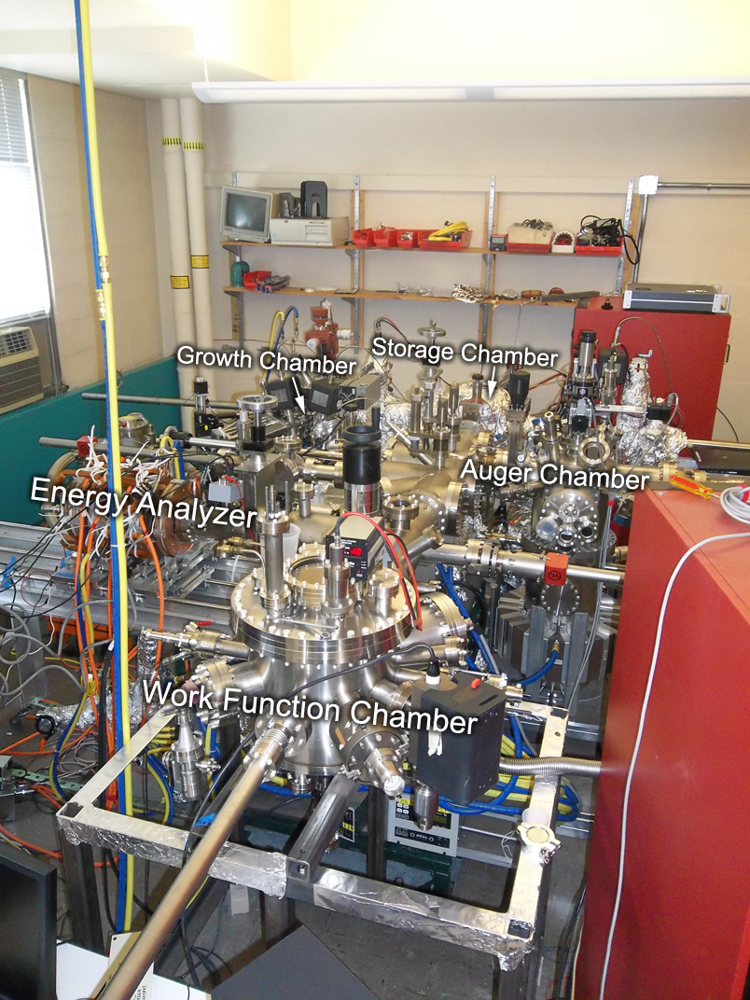 Growth Chamber
Storage Chamber
Auger Chamber
Energy Analyzer
Work Function Chamber